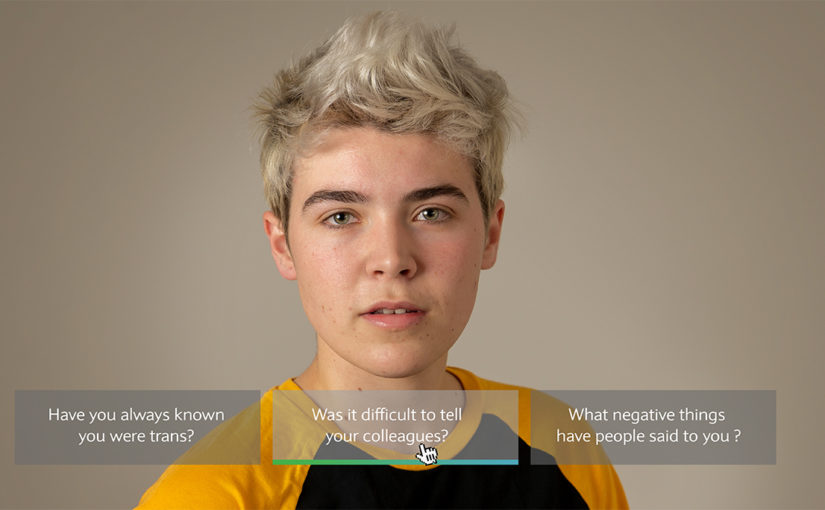 Have you always known
you were trans?
Was it difficult to tell
your colleagues?
What negative things
have people said to you ?